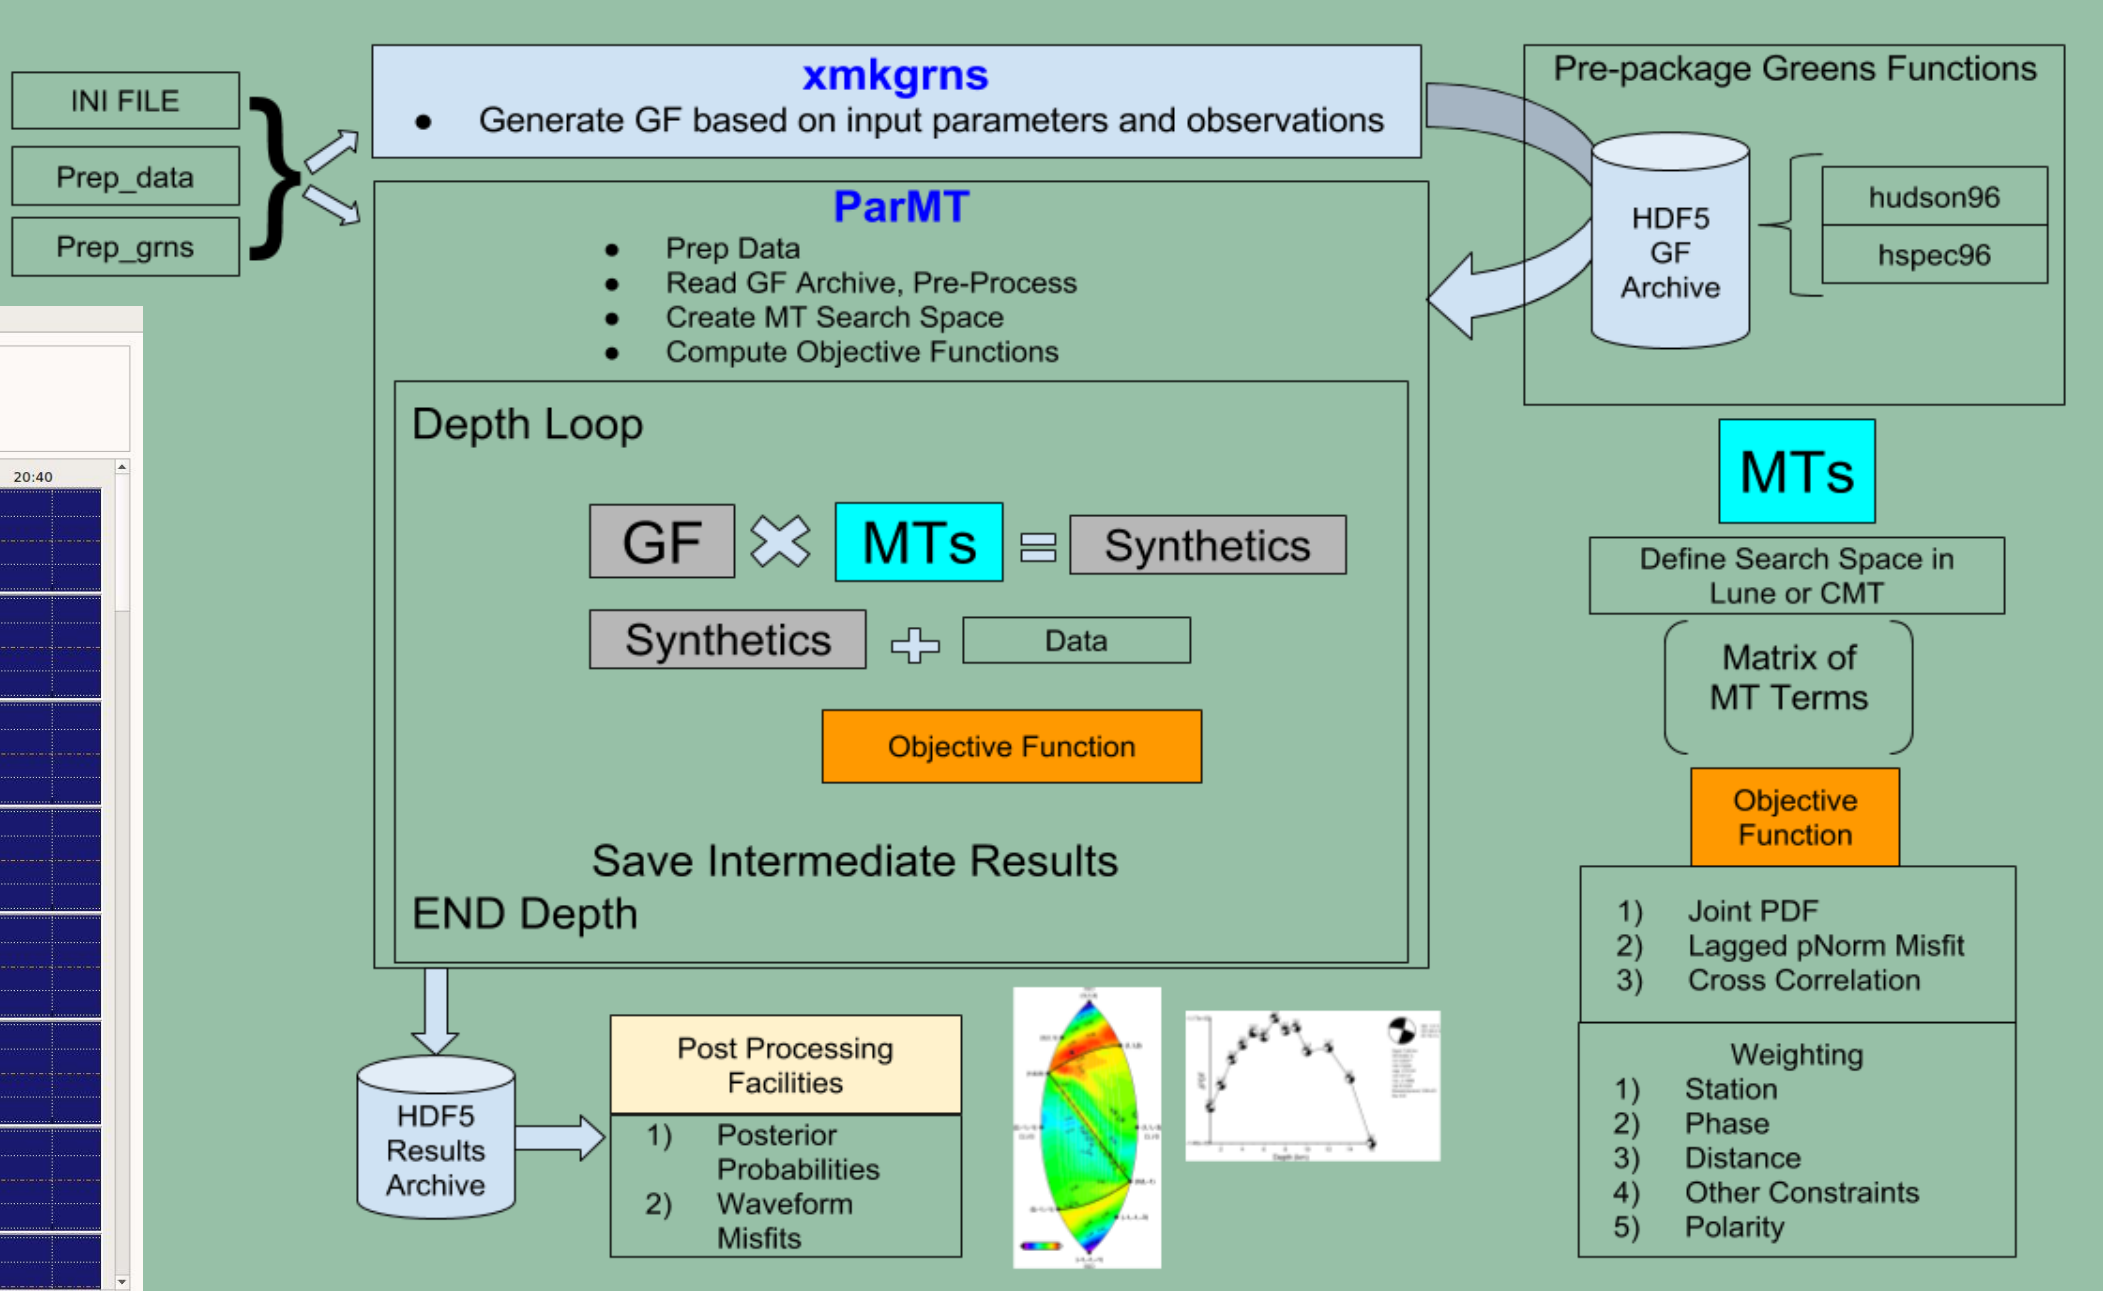 INI FILE
Prep_data
Prep_grns
20:40
xmkgrns
● Generate GF based on input parameters and observations
ParMT
● Prep Data
● Read GF Archive, Pre-Process
● Create MT Search Space
● Compute Objective Functions
Depth Loop
GF MTs = Synthetics
Synthetics + Data
Objective Function
Save Intermediate Results
END Depth
HDF5
Results
Archive
Post Processing
Facilities
1) Posterior
Probabilities
2) Waveform
Misfits
Depth (km)
Pre-package Greens Functions
HDF5
GF
Archive
hudson96
hspec96
MTs
Define Search Space in
Lune or CMT
Matrix of
MT Terms
Objective
Function
1) Joint PDF
2) Lagged pNorm Misfit
3) Cross Correlation
Weighting
1) Station
2) Phase
3) Distance
4) Other Constraints
5) Polarity